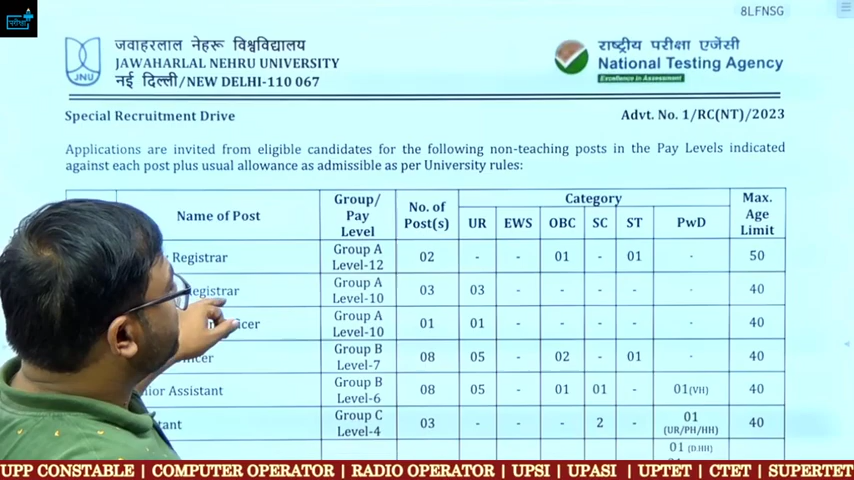 परीक्षा
8LFNSG
जवाहरलाल नेहरू विश्वविद्यालय
JAWAHARLAL NEHRU UNIVERSITY
नई दिल्ली/NEW DELHI-110 067
JNU
राष्ट्रीय परीक्षा एजेंसी
National Testing Agency
Excellence in Assessment
Special Recruitment Drive
Advt. No. 1/RC(NT)/2023
Applications are invited from eligible candidates for the following non-teaching posts in the Pay Levels indicated
against each post plus usual allowance as admissible as per University rules:
Name of Post Group/ Pay Level No. of Post(s) Category Max. Age Limit
UR EWS OBC SC ST PwD
Registrar Group A Level-12 02 - - 01 - 01 - 50
Registrar Group A Level-10 03 03 - - - - - 40
Group A Level-10 01 01 - - - - - 40
Group B Level-7 08 05 - 02 - 01 - 40
Assistant Group B Level-6 08 05 - 01 01 - 01(VH) 40
Group C Level-4 03 - - - 2 - 01 (UR/PH/HH) 40
01 (D.HH)
UPP CONSTABLE | COMPUTER OPERATOR | RADIO OPERATOR | UPSI | UPASI | UPTET | CTET | SUPERTET